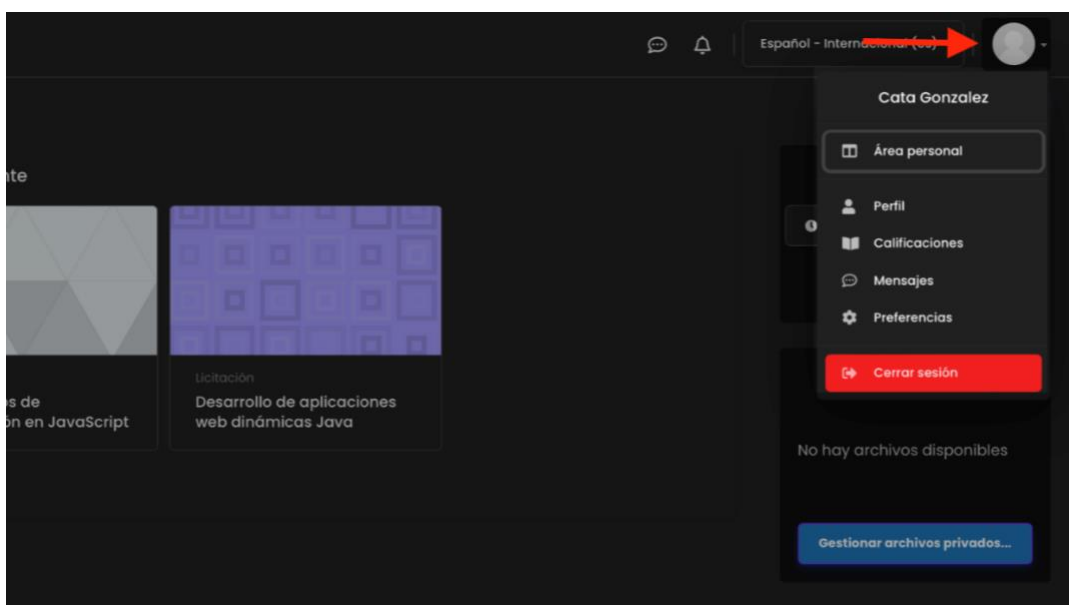 Español - Internacional (es)
Cata Gonzalez
Área personal
Perfil
Calificaciones
Mensajes
Preferencias
Cerrar sesión
nte
Licitación
s de
ón en JavaScript
Desarrollo de aplicaciones
web dinámicas Java
No hay archivos disponibles
Gestionar archivos privados...